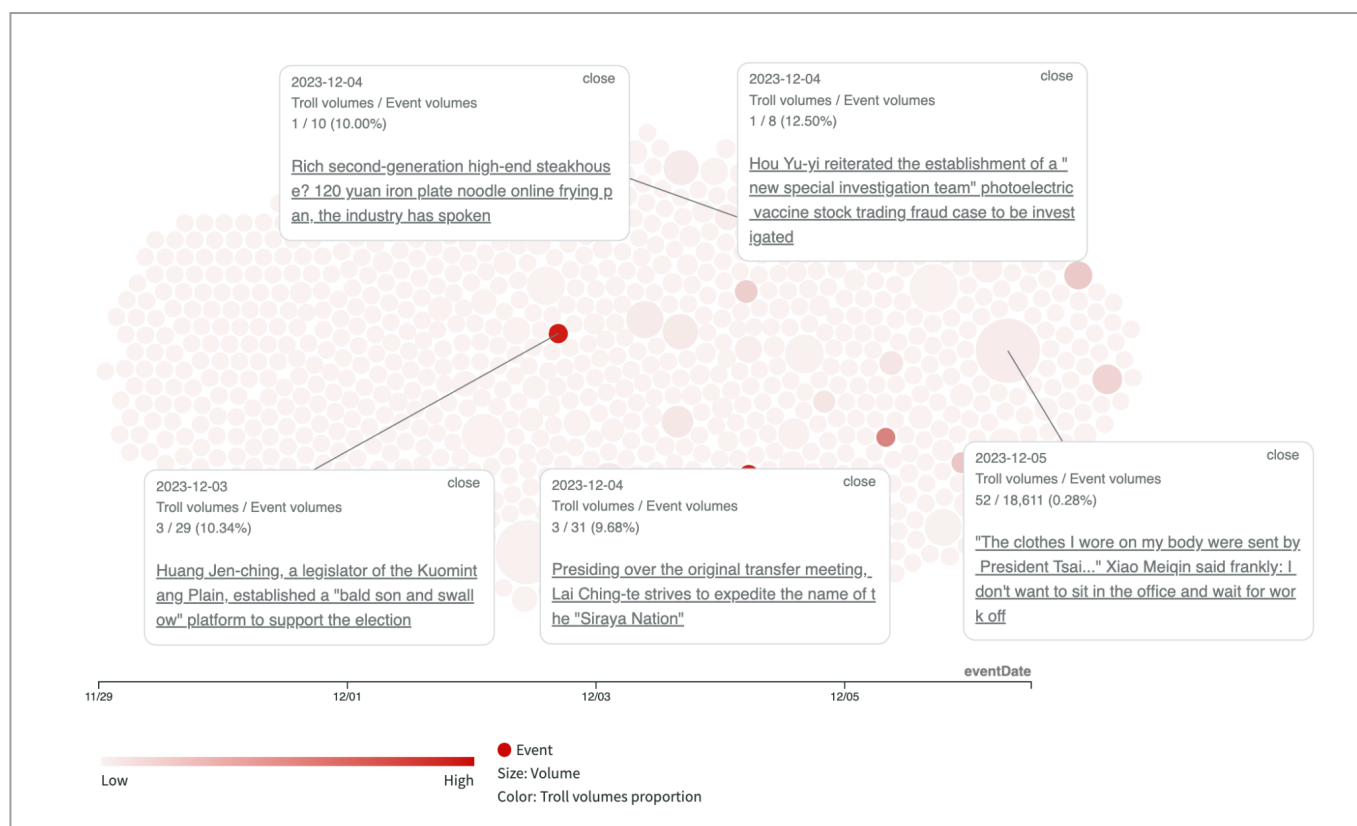 2023-12-04
close
Troll volumes / Event volumes
1 / 10 (10.00%)
Rich second-generation high-end steakhous
e? 120 yuan iron plate noodle online frying p
an, the industry has spoken
2023-12-04
close
Troll volumes / Event volumes
1 / 8 (12.50%)
Hou Yu-yi reiterated the establishment of a "
new special investigation team" photoelectric
vaccine stock trading fraud case to be invest
igated
2023-12-03
close
Troll volumes / Event volumes
3 / 29 (10.34%)
Huang Jen-ching, a legislator of the Kuomint
ang Plain, established a "bald son and swall
ow" platform to support the election
2023-12-04
close
Troll volumes / Event volumes
3 / 31 (9.68%)
Presiding over the original transfer meeting,
Lai Ching-te strives to expedite the name of t
he "Siraya Nation"
2023-12-05
close
Troll volumes / Event volumes
52 / 18,611 (0.28%)
"The clothes I wore on my body were sent by
President Tsai..." Xiao Meiqin said frankly: I
don't want to sit in the office and wait for wor
k off
eventDate
11/29
12/01
12/03
12/05
Low
High
Event
Size: Volume
Color: Troll volumes proportion